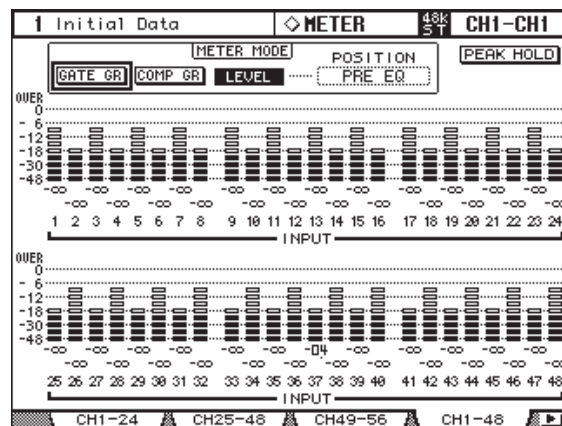 1 Initial Data ◇METER 48k ST CH1-CH1
METER MODE
POSITION
PEAK HOLD
GATE GR COMP GR LEVEL PRE EQ
OVER
0
-6
-12
-18
-30
-48
-∞ -∞ -∞ -∞ -∞ -∞ -∞ -∞ -∞ -∞ -∞ -∞
-∞ -∞ -∞ -∞ -∞ -∞ -∞ -∞ -∞ -∞ -∞ -∞
1 2 3 4 5 6 7 8 9 10 11 12 13 14 15 16 17 18 19 20 21 22 23 24
INPUT
OVER
0
-6
-12
-18
-30
-48
-∞ -∞ -∞ -∞ -∞ -∞ -04 -∞ -∞ -∞ -∞ -∞
-∞ -∞ -∞ -∞ -∞ -∞ -∞ -∞ -∞ -∞ -∞ -∞
25 26 27 28 29 30 31 32 33 34 35 36 37 38 39 40 41 42 43 44 45 46 47 48
INPUT
CH1-24 CH25-48 CH49-56 CH1-48